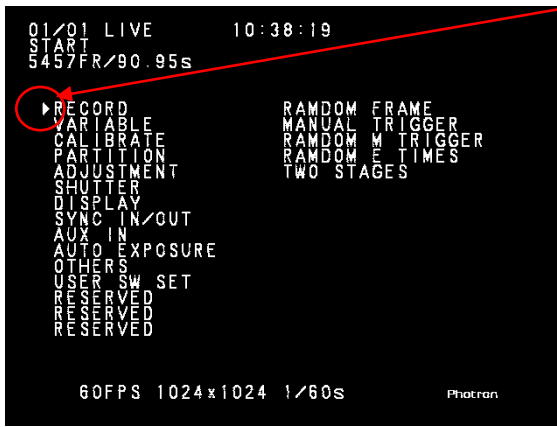 01/01 LIVE 10:38:19
START
5457FR/90.95s
RECORD
VARIABLE
CALIBRATE
PARTITION
ADJUSTMENT
SHUTTER
DISPLAY
SYNC IN/OUT
AUX IN
AUTO EXPOSURE
OTHERS
USER SW SET
RESERVED
RESERVED
RESERVED
RAMDOM FRAME
MANUAL TRIGGER
RAMDOM M TRIGGER
RAMDOM E TIMES
TWO STAGES
60FPS 1024x1024 1/60s
Photron